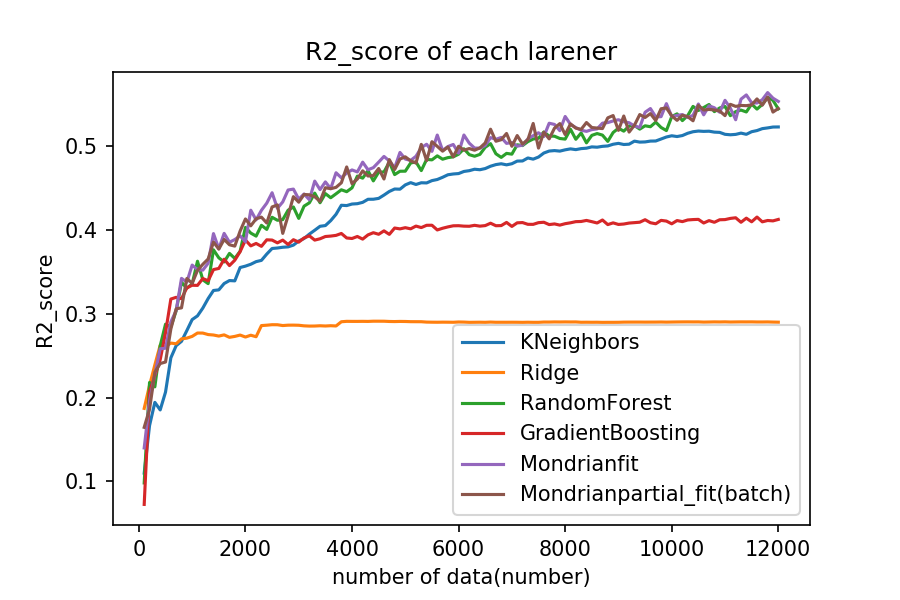 R2_score of each larener
R2_score
0.5
0.4
0.3
0.2
0.1
KNeighbors
Ridge
RandomForest
GradientBoosting
Mondrianfit
Mondrianpartial_fit(batch)
0 2000 4000 6000 8000 10000 12000
number of data(number)